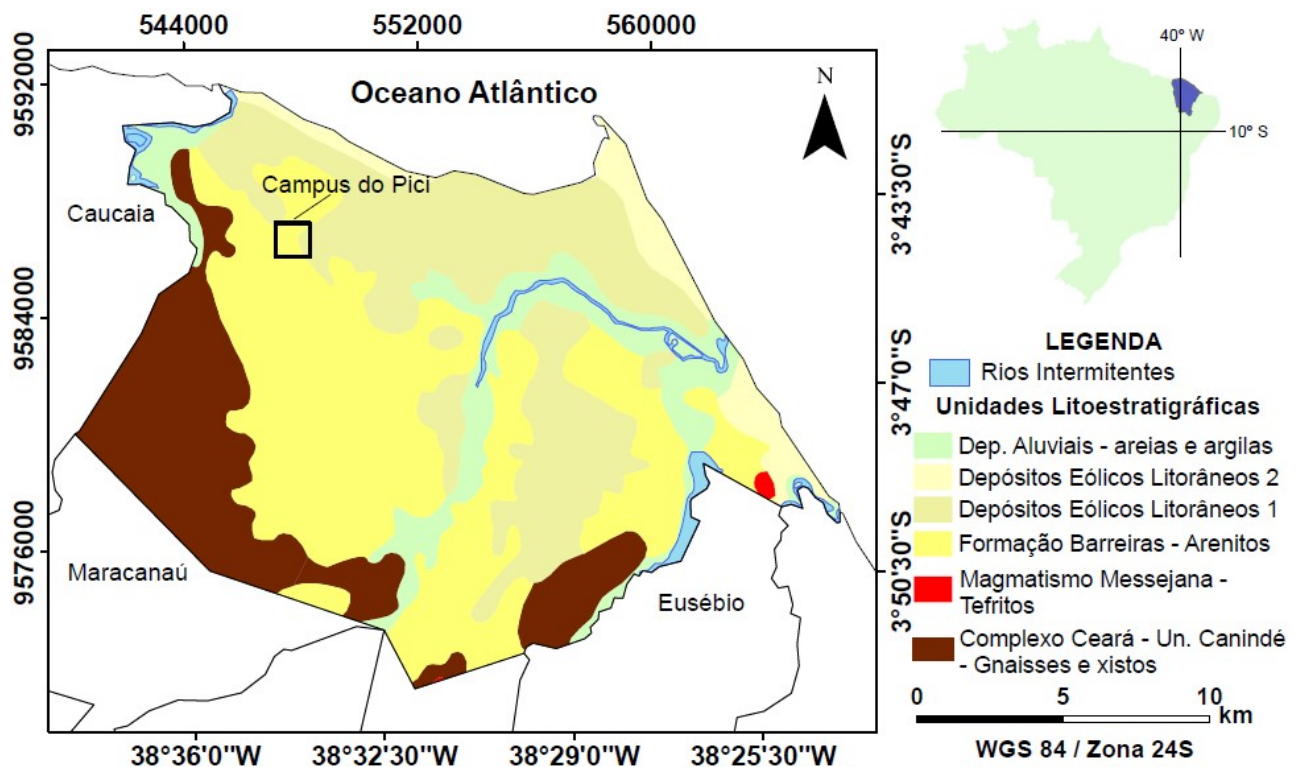 544000
552000
560000
9592000
9584000
9576000
Oceano Atlântico
N
Campus do Pici
Caucaia
Maracanaú
Eusébio
3°43'30"S
3°47'0"S
3°50'30"S
38°36'0"W
38°32'30"W
38°29'0"W
38°25'30"W
40º W
10º S
LEGENDA
Rios Intermitentes
Unidades Litoestratigráficas
Dep. Aluviais - areias e argilas
Depósitos Eólicos Litorâneos 2
Depósitos Eólicos Litorâneos 1
Formação Barreiras - Arenitos
Magmatismo Messejana -
Tefritos
Complexo Ceará - Un. Canindé
- Gnaisses e xistos
0 5 10
km
WGS 84 / Zona 24S